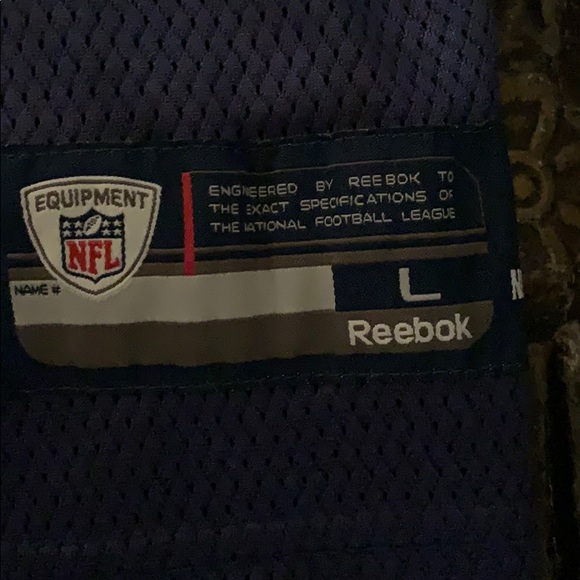 EQUIPMENT
NFL
ENGINEERED BY REEBOK TO
THE EXACT SPECIFICATIONS OF
THE NATIONAL FOOTBALL LEAGUE
NAME #
L
Reebok
N